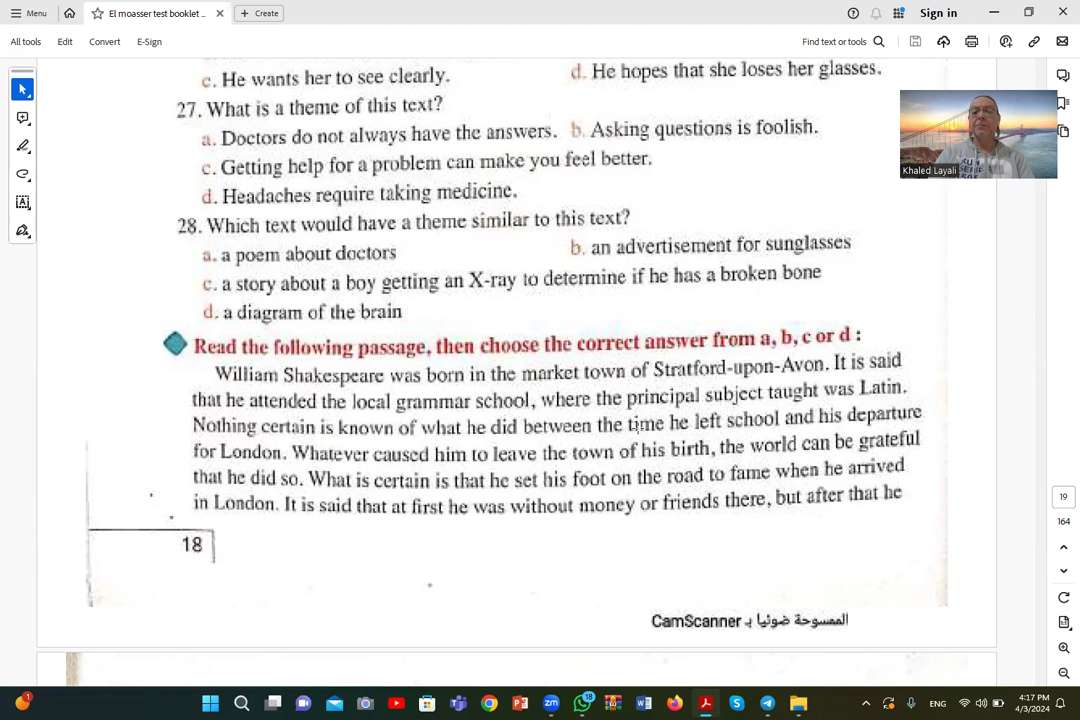 Menu
El moasser test booklet ...
Create
Sign in
All tools
Edit
Convert
E-Sign
Find text or tools
c. He wants her to see clearly.
d. He hopes that she loses her glasses.
27. What is a theme of this text?
a. Doctors do not always have the answers.
b. Asking questions is foolish.
c. Getting help for a problem can make you feel better.
d. Headaches require taking medicine.
28. Which text would have a theme similar to this text?
a. a poem about doctors
b. an advertisement for sunglasses
c. a story about a boy getting an X-ray to determine if he has a broken bone
d. a diagram of the brain
Read the following passage, then choose the correct answer from a, b, c or d :
William Shakespeare was born in the market town of Stratford-upon-Avon. It is said
that he attended the local grammar school, where the principal subject taught was Latin.
Nothing certain is known of what he did between the time he left school and his departure
for London. Whatever caused him to leave the town of his birth, the world can be grateful
that he did so. What is certain is that he set his foot on the road to fame when he arrived
in London. It is said that at first he was without money or friends there, but after that he
18
الممسوحة ضوئيا بـ CamScanner
Khaled Layali
19
164
18
1
ENG
4:17 PM
4/3/2024